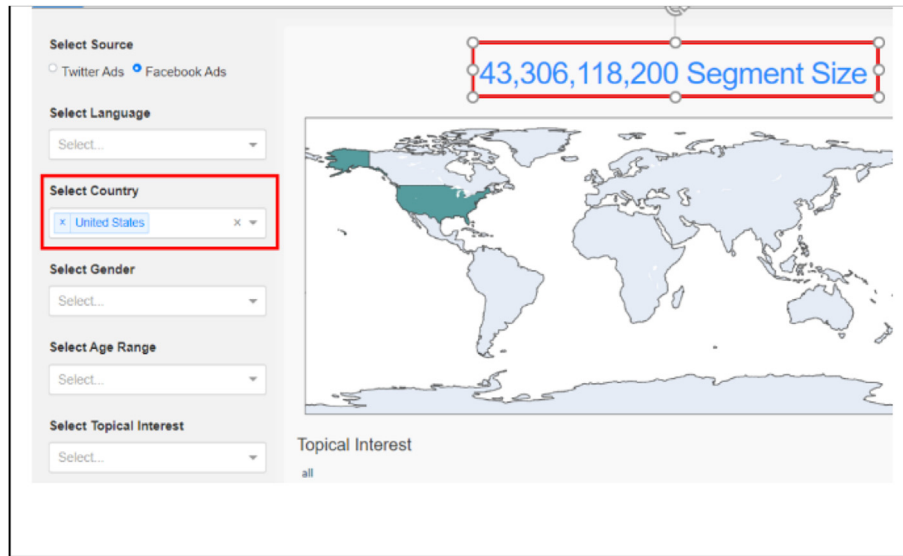 Select Source
Twitter Ads Facebook Ads
43,306,118,200 Segment Size
Select Language
Select...
Select Country
× United States × 
Select Gender
Select...
Select Age Range
Select...
Select Topical Interest
Select...
Topical Interest
all